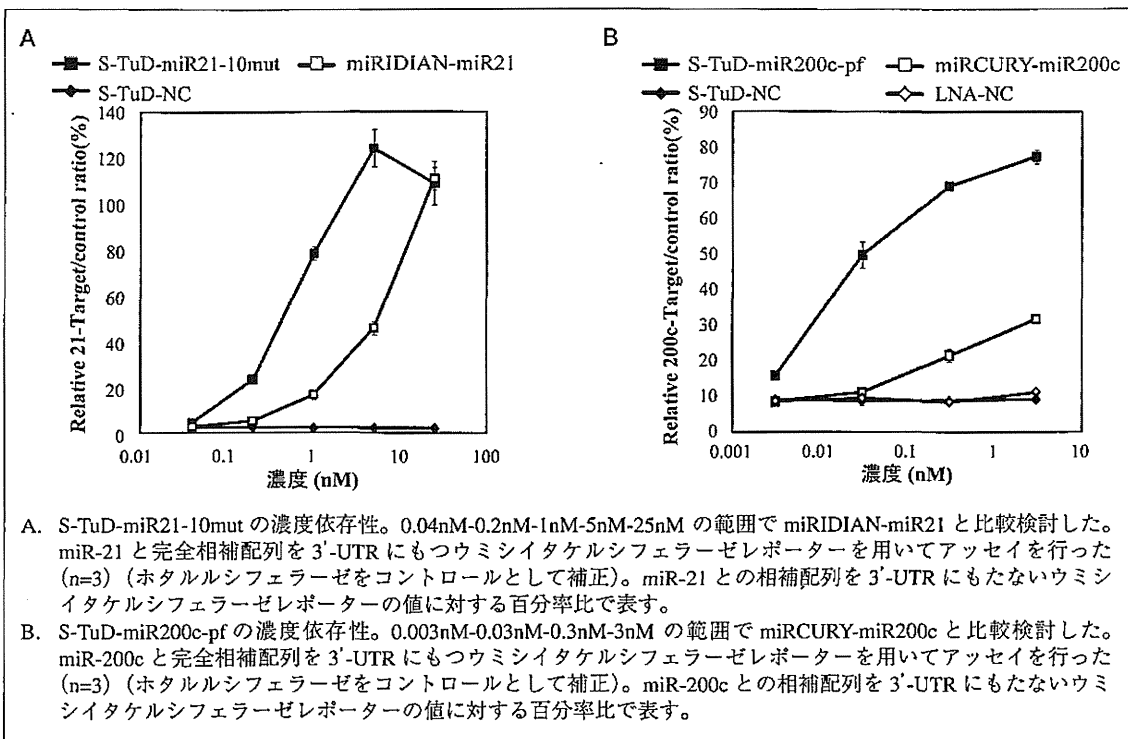 A
S-TuD-miR21-10mut miRIDIAN-miR21
S-TuD-NC
Relative 21-Target/control ratio(%)
140
120
100
80
60
40
20
0
0.01 0.1 1 10 100
濃度 (nM)
B
S-TuD-miR200c-pf miRCURY-miR200c
S-TuD-NC LNA-NC
Relative 200c-Target/control ratio(%)
90
80
70
60
50
40
30
20
10
0
0.001 0.01 0.1 1 10
濃度 (nM)
A. S-TuD-miR21-10mut の濃度依存性。0.04nM-0.2nM-1nM-5nM-25nM の範囲で miRIDIAN-miR21 と比較検討した。
miR-21 と完全相補配列を 3'-UTR にもつウミシイタケルシフェラーゼレポーターを用いてアッセイを行った
(n=3) (ホタルルシフェラーゼをコントロールとして補正)。miR-21 との相補配列を 3'-UTR にもたないウミシ
イタケルシフェラーゼレポーターの値に対する百分率比で表す。
B. S-TuD-miR200c-pf の濃度依存性。0.003nM-0.03nM-0.3nM-3nM の範囲で miRCURY-miR200c と比較検討した。
miR-200c と完全相補配列を 3'-UTR にもつウミシイタケルシフェラーゼレポーターを用いてアッセイを行った
(n=3) (ホタルルシフェラーゼをコントロールとして補正)。miR-200c との相補配列を 3'-UTR にもたないウミ
シイタケルシフェラーゼレポーターの値に対する百分率比で表す。